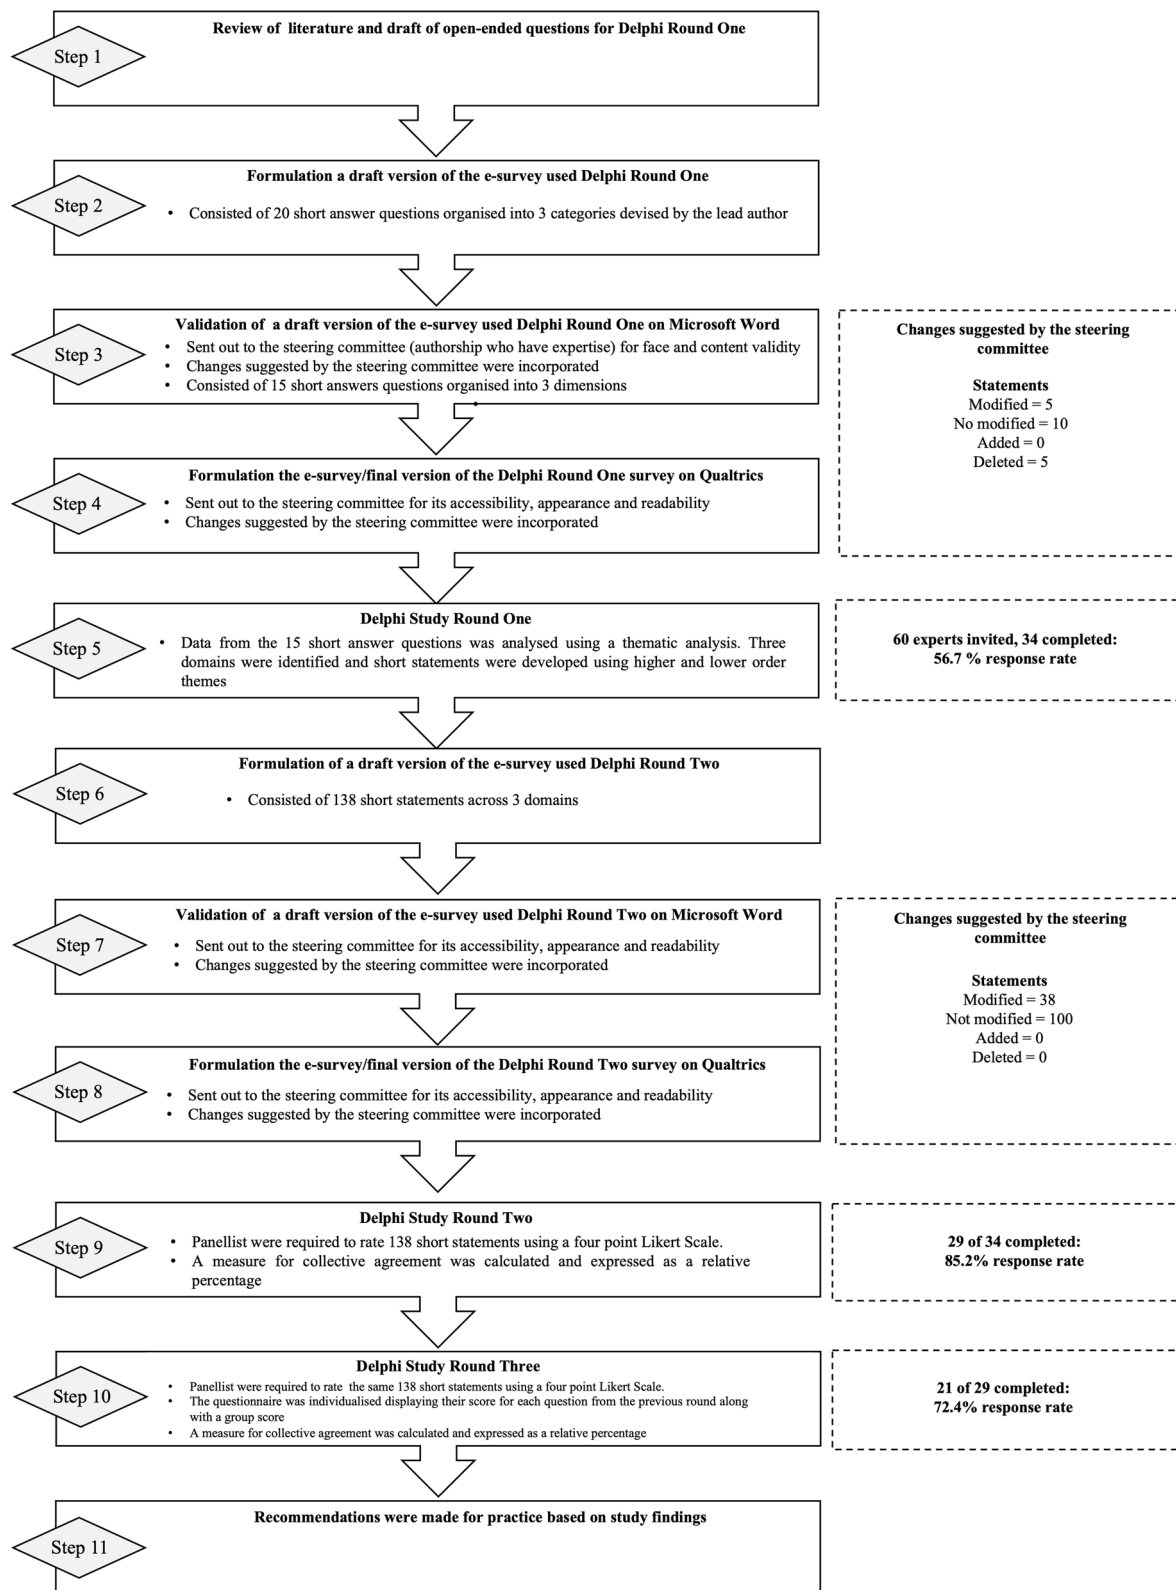 Review of literature and draft of open-ended questions for Delphi Round One
Step 1
Formulation a draft version of the e-survey used Delphi Round One
Step 2
• Consisted of 20 short answer questions organised into 3 categories devised by the lead author
Validation of a draft version of the e-survey used Delphi Round One on Microsoft Word
Step 3
• Sent out to the steering committee (authorship who have expertise) for face and content validity
• Changes suggested by the steering committee were incorporated
• Consisted of 15 short answers questions organised into 3 dimensions
Changes suggested by the steering
committee
Statements
Modified = 5
No modified = 10
Added = 0
Deleted = 5
Formulation the e-survey/final version of the Delphi Round One survey on Qualtrics
Step 4
• Sent out to the steering committee for its accessibility, appearance and readability
• Changes suggested by the steering committee were incorporated
Delphi Study Round One
Step 5
• Data from the 15 short answer questions was analysed using a thematic analysis. Three
domains were identified and short statements were developed using higher and lower order
themes
60 experts invited, 34 completed:
56.7 % response rate
Formulation of a draft version of the e-survey used Delphi Round Two
Step 6
• Consisted of 138 short statements across 3 domains
Validation of a draft version of the e-survey used Delphi Round Two on Microsoft Word
Step 7
• Sent out to the steering committee for its accessibility, appearance and readability
• Changes suggested by the steering committee were incorporated
Changes suggested by the steering
committee
Statements
Modified = 38
Not modified = 100
Added = 0
Deleted = 0
Formulation the e-survey/final version of the Delphi Round Two survey on Qualtrics
Step 8
• Sent out to the steering committee for its accessibility, appearance and readability
• Changes suggested by the steering committee were incorporated
Delphi Study Round Two
Step 9
• Panellist were required to rate 138 short statements using a four point Likert Scale.
• A measure for collective agreement was calculated and expressed as a relative
percentage
29 of 34 completed:
85.2% response rate
Delphi Study Round Three
Step 10
• Panellist were required to rate the same 138 short statements using a four point Likert Scale.
• The questionnaire was individualised displaying their score for each question from the previous round along
with a group score
• A measure for collective agreement was calculated and expressed as a relative percentage
21 of 29 completed:
72.4% response rate
Recommendations were made for practice based on study findings
Step 11